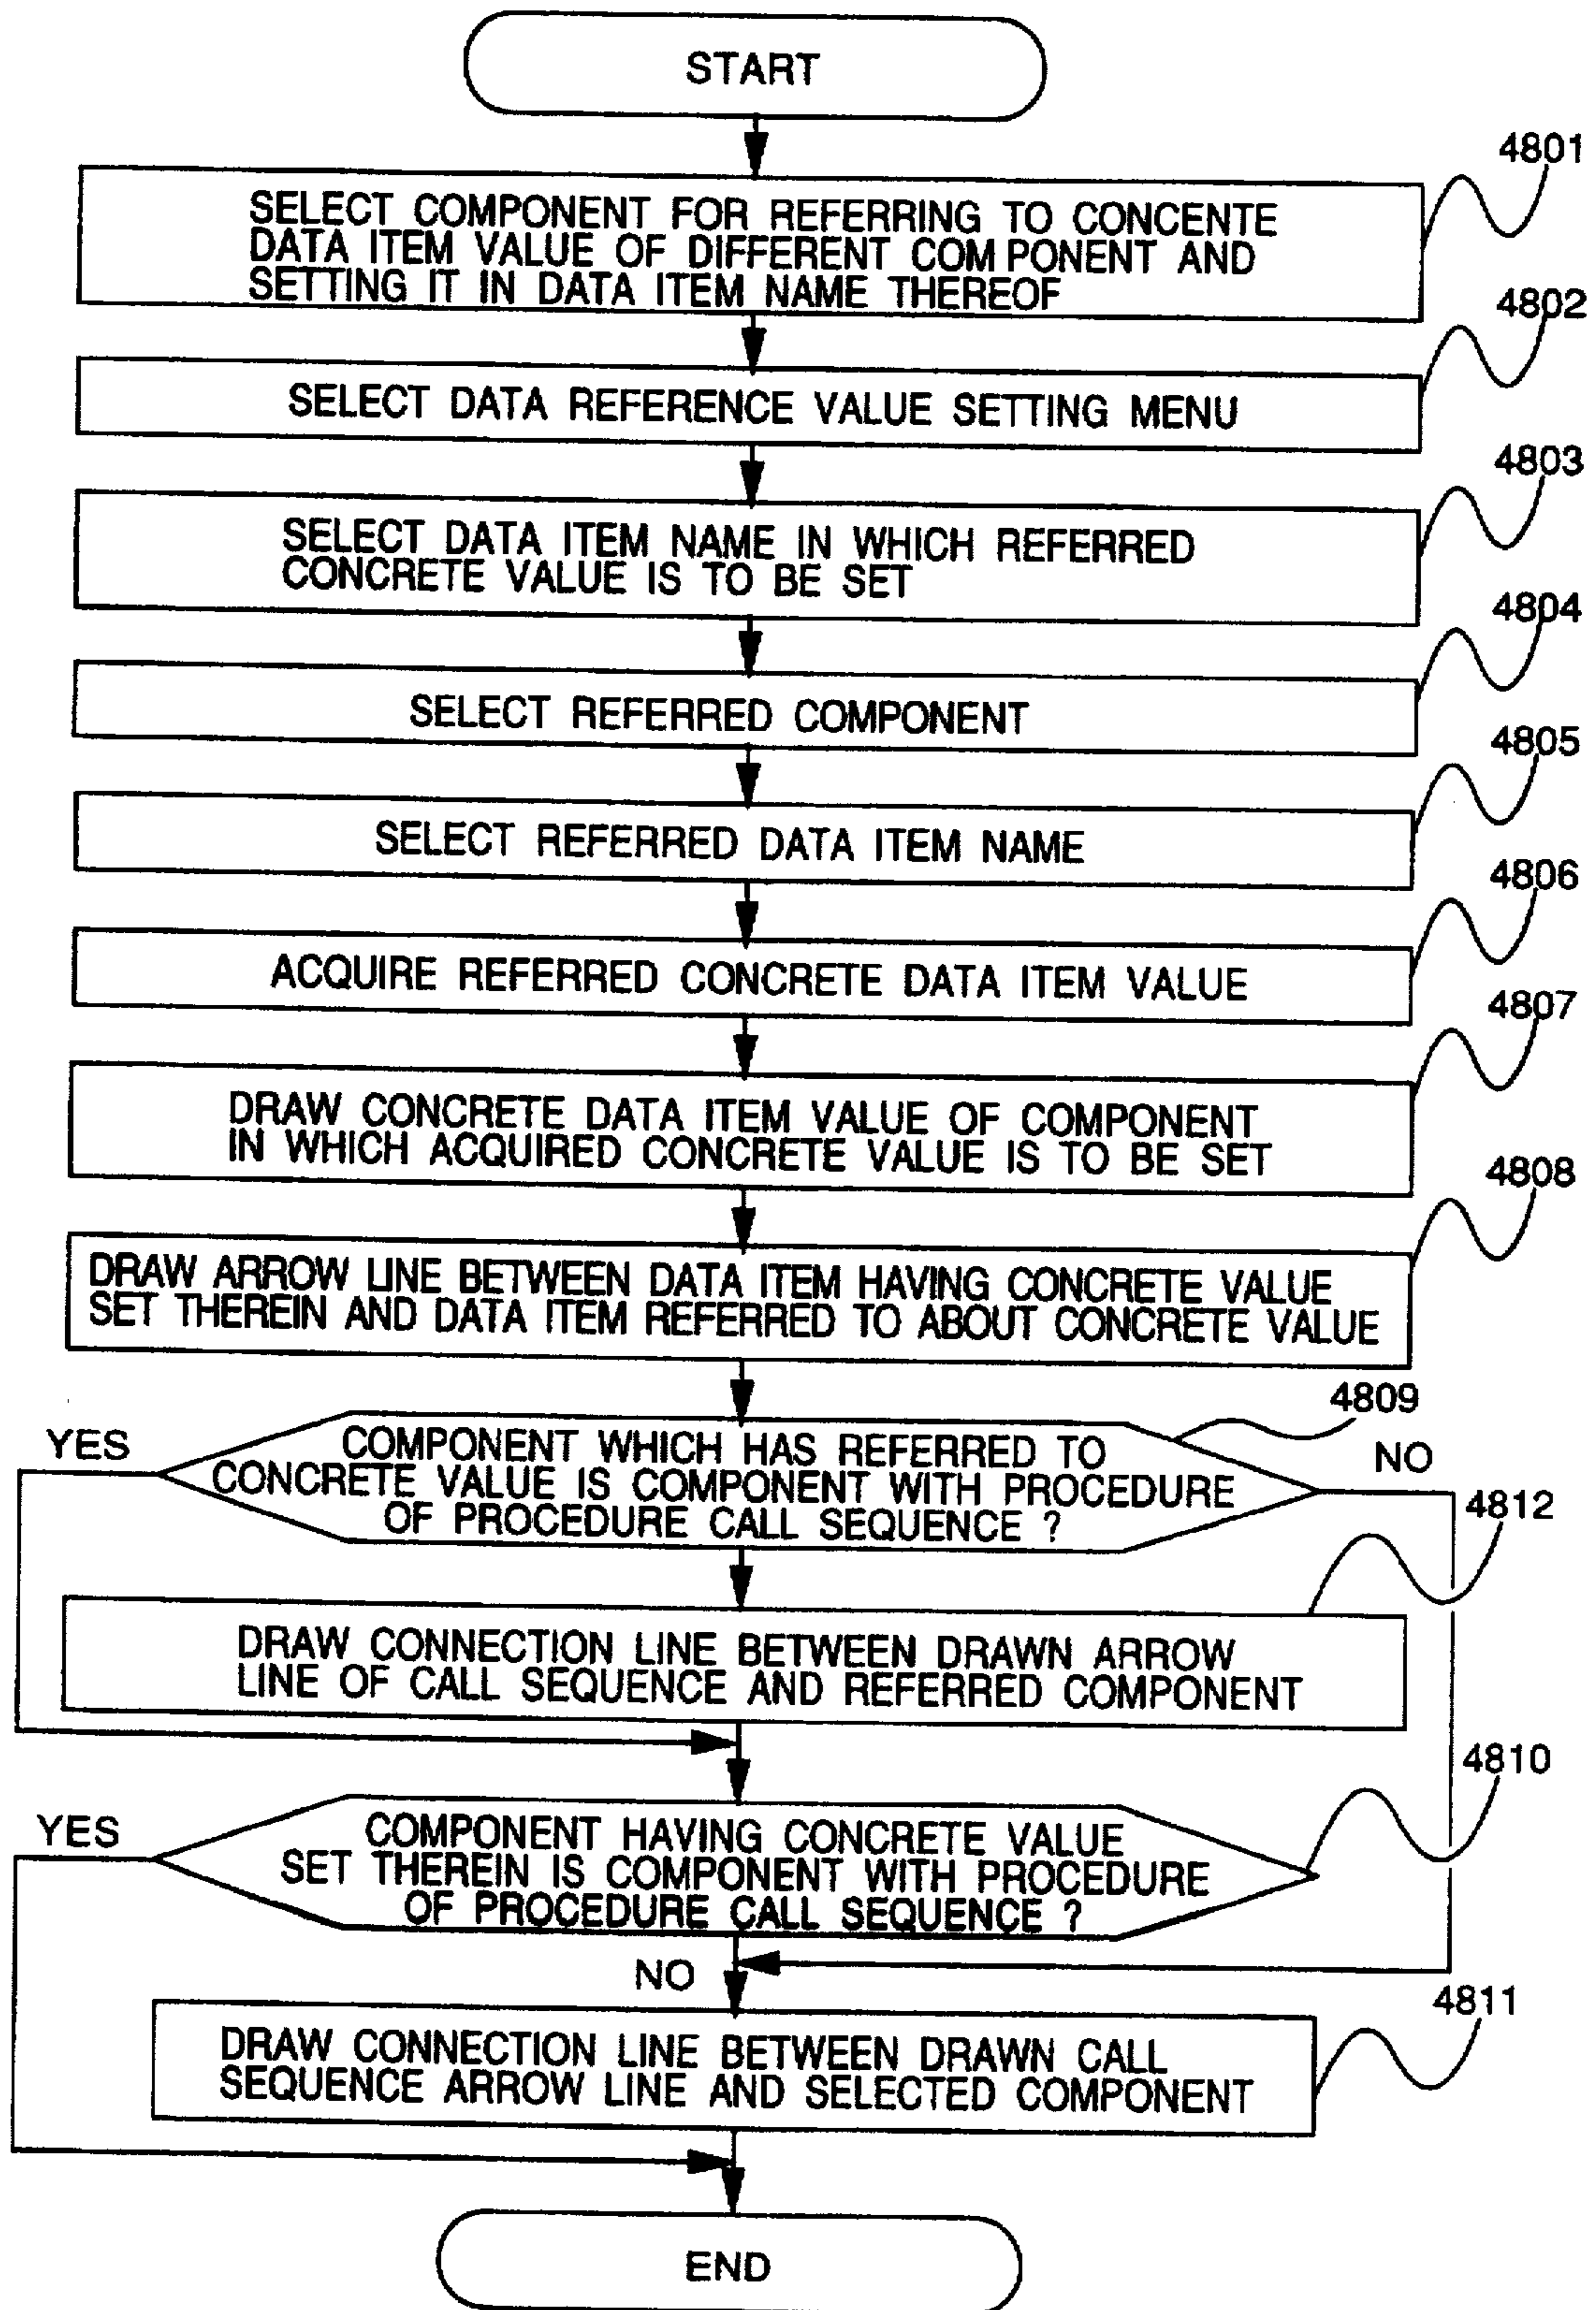 START
4801
SELECT COMPONENT FOR REFERRING TO CONCENTE
DATA ITEM VALUE OF DIFFERENT COM PONENT AND
SETTING IT IN DATA ITEM NAME THEREOF
4802
SELECT DATA REFERENCE VALUE SETTING MENU
4803
SELECT DATA ITEM NAME IN WHICH REFERRED
CONCRETE VALUE IS TO BE SET
4804
SELECT REFERRED COMPONENT
4805
SELECT REFERRED DATA ITEM NAME
4806
ACQUIRE REFERRED CONCRETE DATA ITEM VALUE
4807
DRAW CONCRETE DATA ITEM VALUE OF COMPONENT
IN WHICH ACQUIRED CONCRETE VALUE IS TO BE SET
4808
DRAW ARROW LINE BETWEEN DATA ITEM HAVING CONCRETE VALUE
SET THEREIN AND DATA ITEM REFERRED TO ABOUT CONCRETE VALUE
4809
YES
COMPONENT WHICH HAS REFERRED TO
CONCRETE VALUE IS COMPONENT WITH PROCEDURE
OF PROCEDURE CALL SEQUENCE ?
NO
4812
DRAW CONNECTION LINE BETWEEN DRAWN ARROW
LINE OF CALL SEQUENCE AND REFERRED COMPONENT
4810
YES
COMPONENT HAVING CONCRETE VALUE
SET THEREIN IS COMPONENT WITH PROCEDURE
OF PROCEDURE CALL SEQUENCE ?
NO
4811
DRAW CONNECTION LINE BETWEEN DRAWN CALL
SEQUENCE ARROW LINE AND SELECTED COMPONENT
END